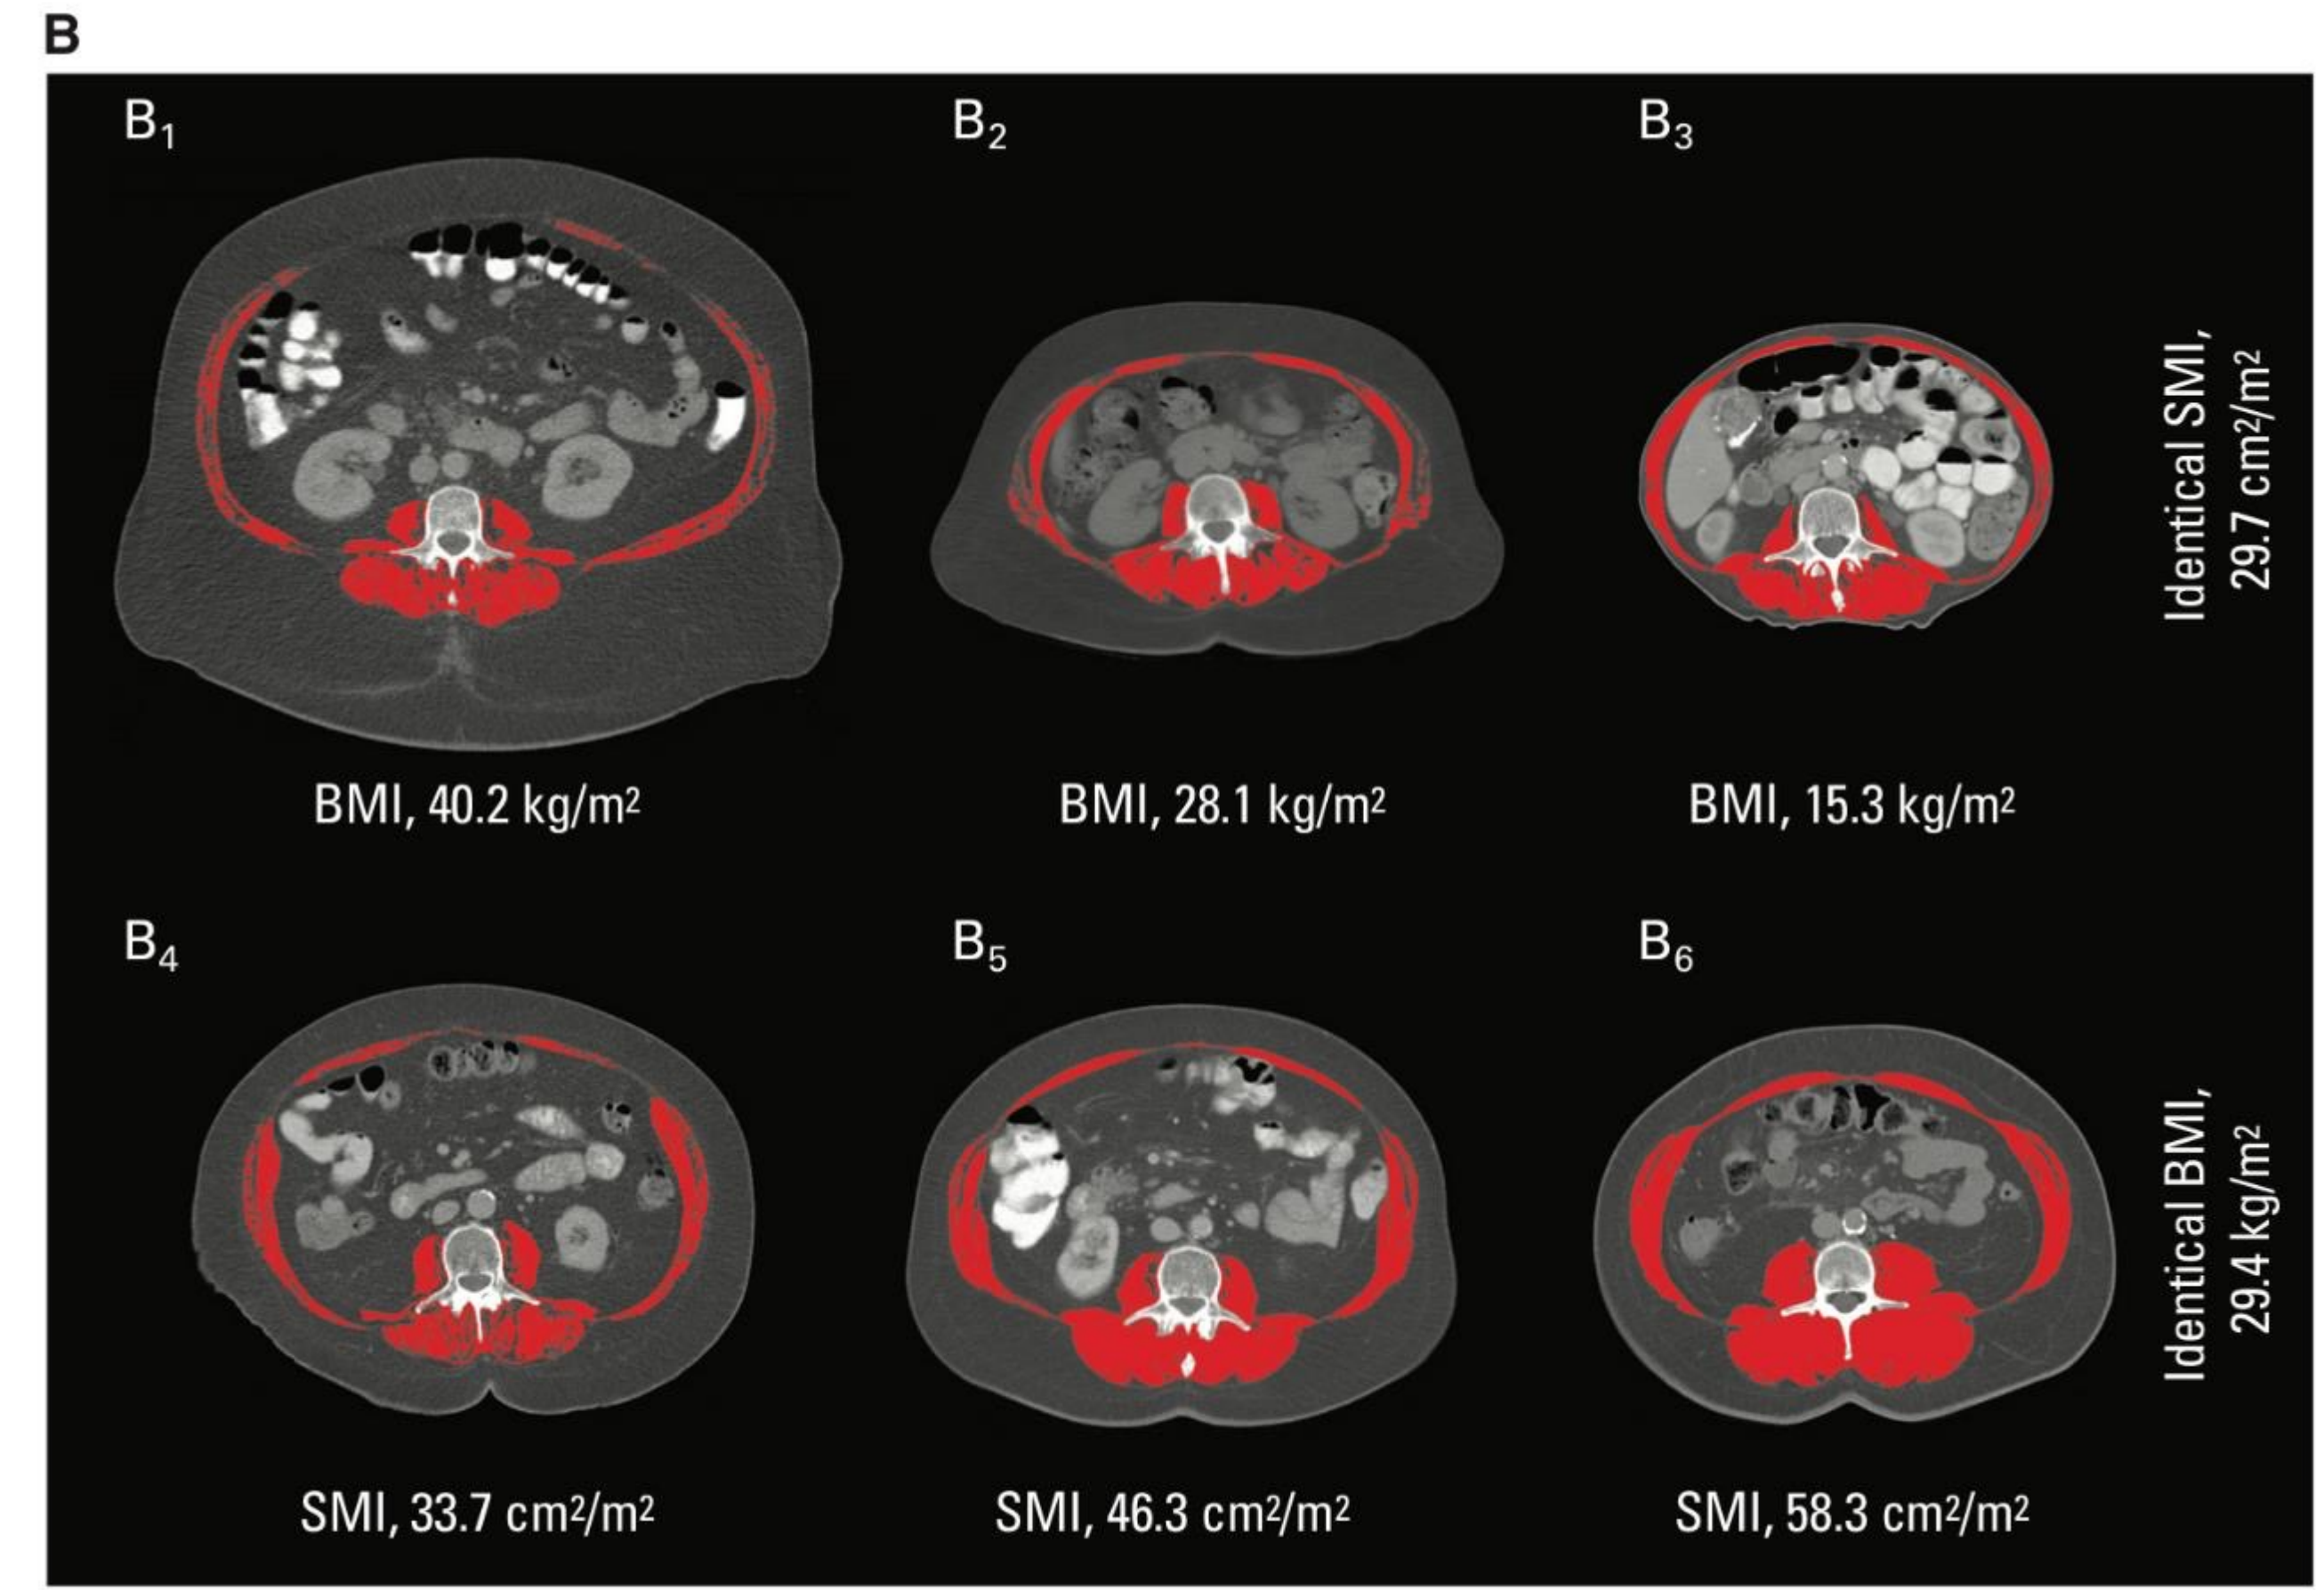 B
B1
B2
B3
BMI, 40.2 kg/m2
BMI, 28.1 kg/m2
BMI, 15.3 kg/m2
Identical SMI,
29.7 cm2/m2
B4
B5
B6
SMI, 33.7 cm2/m2
SMI, 46.3 cm2/m2
SMI, 58.3 cm2/m2
Identical BMI,
29.4 kg/m2